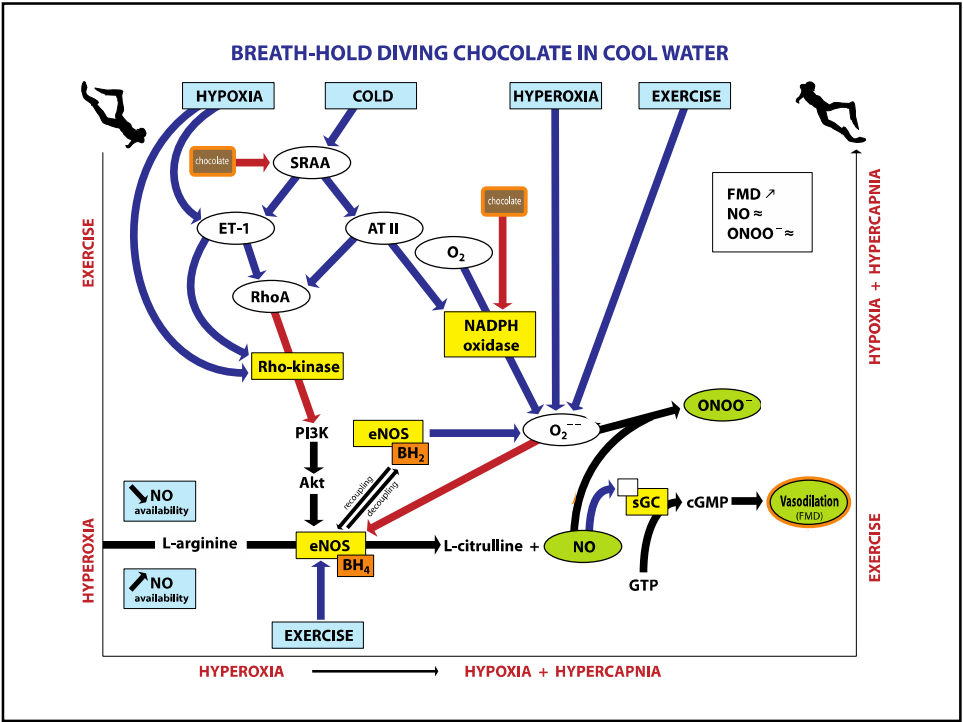 BREATH-HOLD DIVING CHOCOLATE IN COOL WATER
HYPOXIA
COLD
HYPEROXIA
EXERCISE
chocolate
SRAA
chocolate
FMD ↗
NO ≈
ONOO⁻ ≈
ET-1
AT II
O₂
EXERCISE
HYPOXIA + HYPERCAPNIA
RhoA
NADPH
oxidase
Rho-kinase
ONOO⁻
PI3K
eNOS
BH₂
O₂⁻⁻
Akt
recoupling
decoupling
NO
availability
sGC
cGMP
Vasodilation
(FMD)
L-arginine
eNOS
BH₄
L-citrulline +
NO
GTP
NO
availability
HYPEROXIA
EXERCISE
EXERCISE
HYPEROXIA
HYPOXIA + HYPERCAPNIA